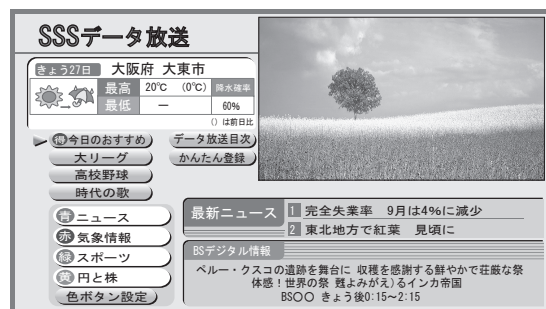 SSSデータ放送
きょう27日 大阪府 大東市
最高 20℃ (0℃) 降水確率
最低 － 60%
()は前日比
得今日のおすすめ
データ放送目次
大リーグ
かんたん登録
高校野球
時代の歌
青ニュース
赤気象情報
緑スポーツ
黄円と株
色ボタン設定
最新ニュース
1 完全失業率 9月は4%に減少
2 東北地方で紅葉 見頃に
BSデジタル情報
ペルー・クスコの遺跡を舞台に 収穫を感謝する鮮やかで荘厳な祭
体感！世界の祭 甦よみがえ)るインカ帝国
BS〇〇 きょう後0:15～2:15